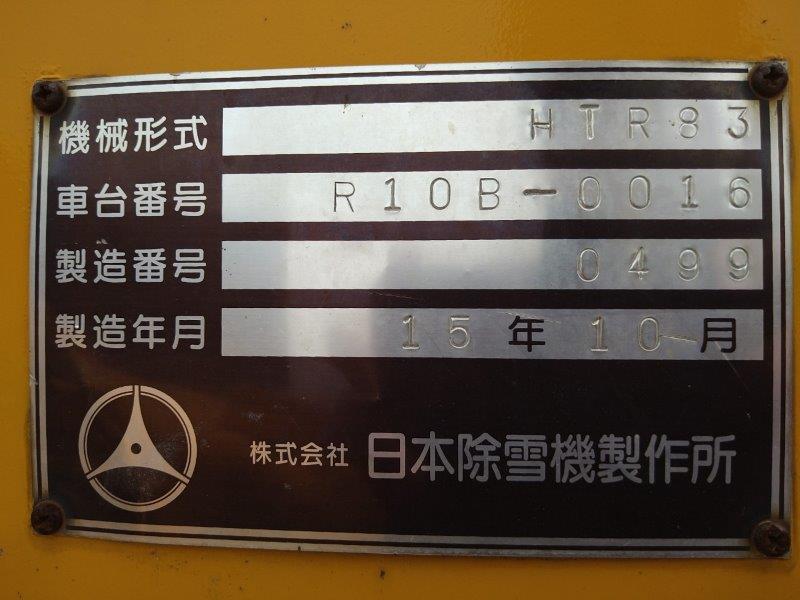 機械形式 HTR83
車台番号 R10B-0016
製造番号 0499
製造年月 15年10月
株式会社 日本除雪機製作所